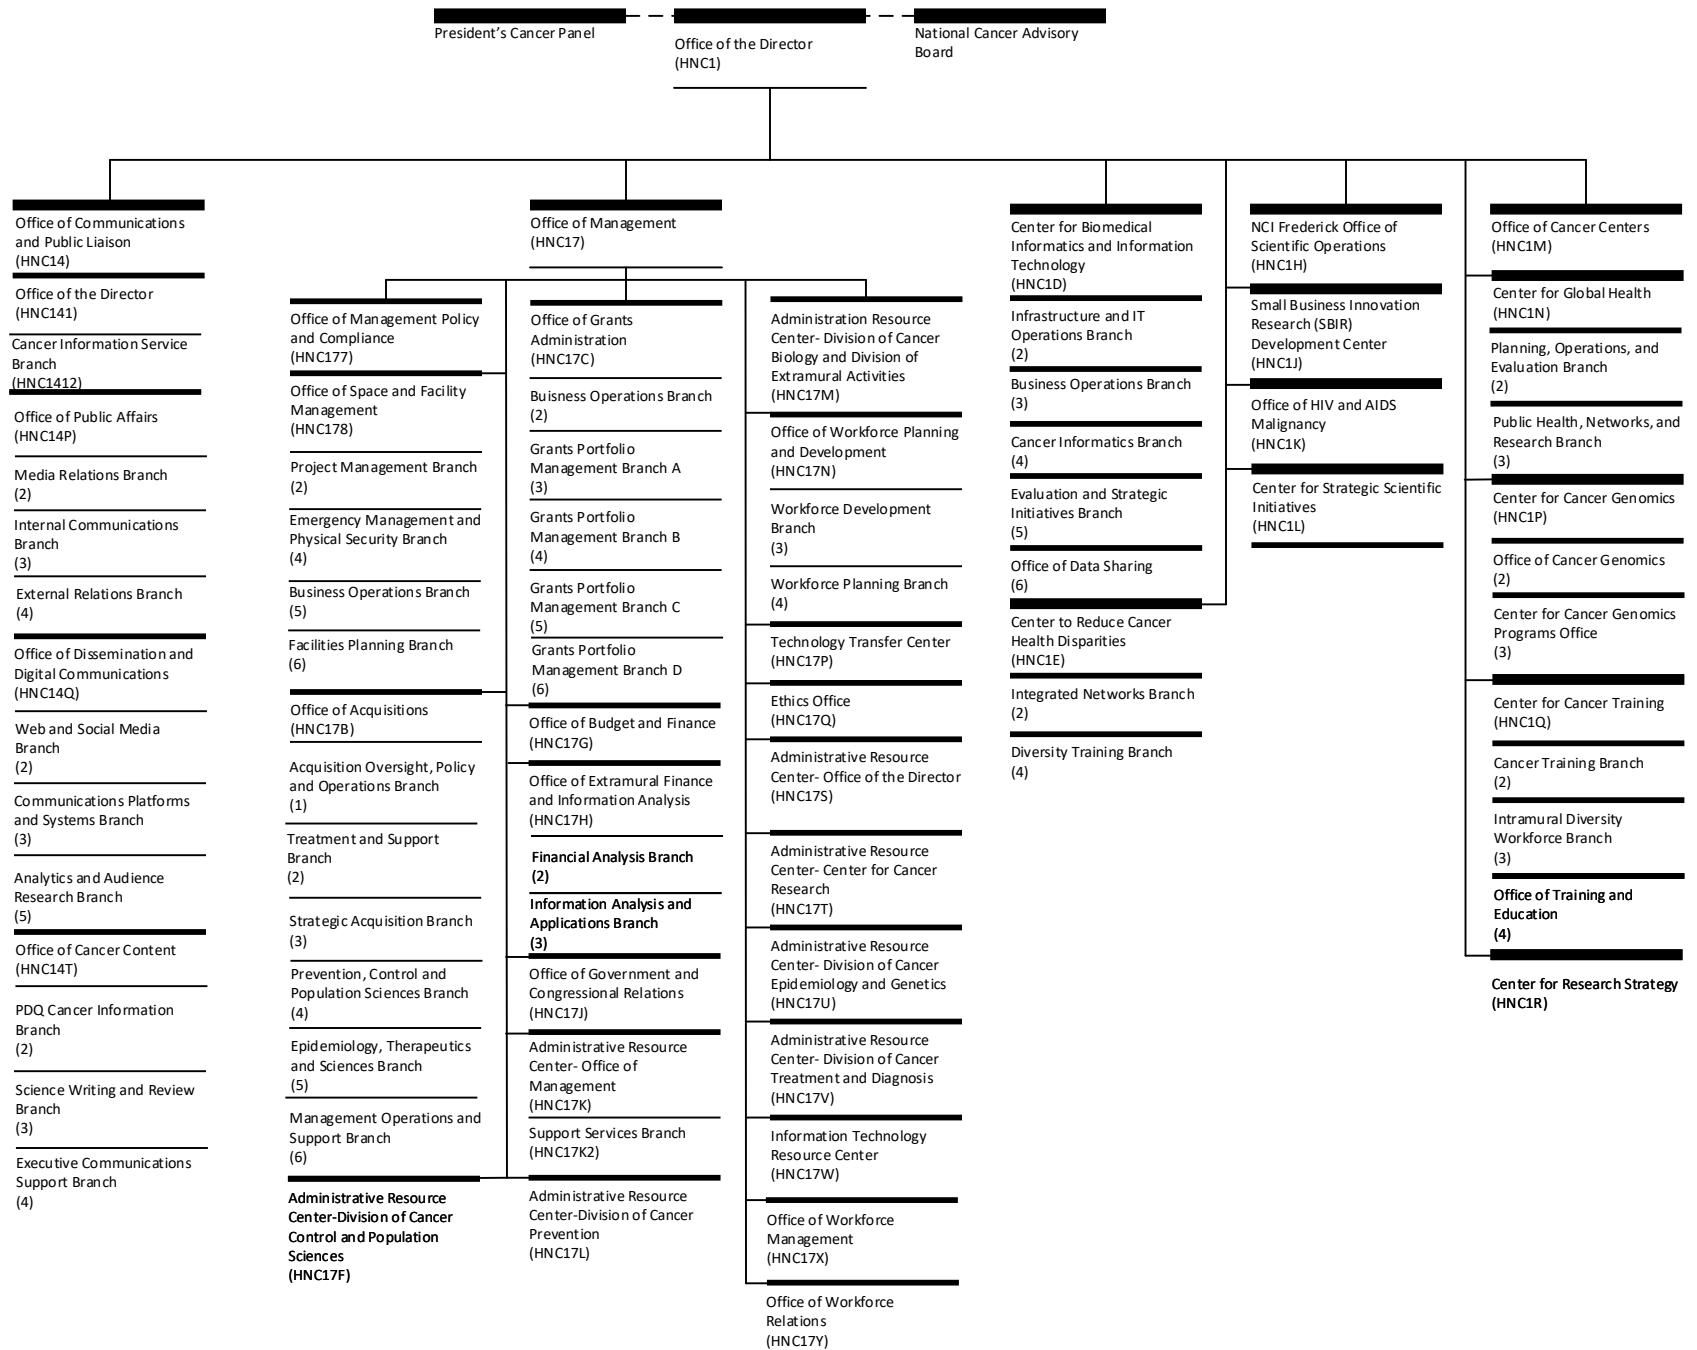 President’s Cancer Panel
Office of the Director
(HNC1)
National Cancer Advisory
Board
Office of Communications
and Public Liaison
(HNC14)
Office of the Director
(HNC141)
Cancer Information Service
Branch
(HNC1412)
Office of Public Affairs
(HNC14P)
Media Relations Branch
(2)
Internal Communications
Branch
(3)
External Relations Branch
(4)
Office of Dissemination and
Digital Communications
(HNC14Q)
Web and Social Media
Branch
(2)
Communications Platforms
and Systems Branch
(3)
Analytics and Audience
Research Branch
(5)
Office of Cancer Content
(HNC14T)
PDQ Cancer Information
Branch
(2)
Science Writing and Review
Branch
(3)
Executive Communications
Support Branch
(4)
Office of Management
(HNC17)
Office of Management Policy
and Compliance
(HNC177)
Office of Space and Facility
Management
(HNC178)
Project Management Branch
(2)
Emergency Management and
Physical Security Branch
(4)
Business Operations Branch
(5)
Facilities Planning Branch
(6)
Office of Acquisitions
(HNC17B)
Acquisition Oversight, Policy
and Operations Branch
(1)
Treatment and Support
Branch
(2)
Strategic Acquisition Branch
(3)
Prevention, Control and
Population Sciences Branch
(4)
Epidemiology, Therapeutics
and Sciences Branch
(5)
Management Operations and
Support Branch
(6)
Administrative Resource
Center-Division of Cancer
Control and Population
Sciences
(HNC17F)
Office of Grants
Administration
(HNC17C)
Buisness Operations Branch
(2)
Grants Portfolio
Management Branch A
(3)
Grants Portfolio
Management Branch B
(4)
Grants Portfolio
Management Branch C
(5)
Grants Portfolio
Management Branch D
(6)
Office of Budget and Finance
(HNC17G)
Office of Extramural Finance
and Information Analysis
(HNC17H)
Financial Analysis Branch
(2)
Information Analysis and
Applications Branch
(3)
Office of Government and
Congressional Relations
(HNC17J)
Administrative Resource
Center- Office of
Management
(HNC17K)
Support Services Branch
(HNC17K2)
Administrative Resource
Center-Division of Cancer
Prevention
(HNC17L)
Administration Resource
Center- Division of Cancer
Biology and Division of
Extramural Activities
(HNC17M)
Office of Workforce Planning
and Development
(HNC17N)
Workforce Development
Branch
(3)
Workforce Planning Branch
(4)
Technology Transfer Center
(HNC17P)
Ethics Office
(HNC17Q)
Administrative Resource
Center- Office of the Director
(HNC17S)
Administrative Resource
Center- Center for Cancer
Research
(HNC17T)
Administrative Resource
Center- Division of Cancer
Epidemiology and Genetics
(HNC17U)
Administrative Resource
Center- Division of Cancer
Treatment and Diagnosis
(HNC17V)
Information Technology
Resource Center
(HNC17W)
Office of Workforce
Management
(HNC17X)
Office of Workforce
Relations
(HNC17Y)
Center for Biomedical
Informatics and Information
Technology
(HNC1D)
Infrastructure and IT
Operations Branch
(2)
Business Operations Branch
(3)
Cancer Informatics Branch
(4)
Evaluation and Strategic
Initiatives Branch
(5)
Office of Data Sharing
(6)
Center to Reduce Cancer
Health Disparities
(HNC1E)
Integrated Networks Branch
(2)
Diversity Training Branch
(4)
NCI Frederick Office of
Scientific Operations
(HNC1H)
Small Business Innovation
Research (SBIR)
Development Center
(HNC1J)
Office of HIV and AIDS
Malignancy
(HNC1K)
Center for Strategic Scientific
Initiatives
(HNC1L)
Office of Cancer Centers
(HNC1M)
Center for Global Health
(HNC1N)
Planning, Operations, and
Evaluation Branch
(2)
Public Health, Networks, and
Research Branch
(3)
Center for Cancer Genomics
(HNC1P)
Office of Cancer Genomics
(2)
Center for Cancer Genomics
Programs Office
(3)
Center for Cancer Training
(HNC1Q)
Cancer Training Branch
(2)
Intramural Diversity
Workforce Branch
(3)
Office of Training and
Education
(4)
Center for Research Strategy
(HNC1R)